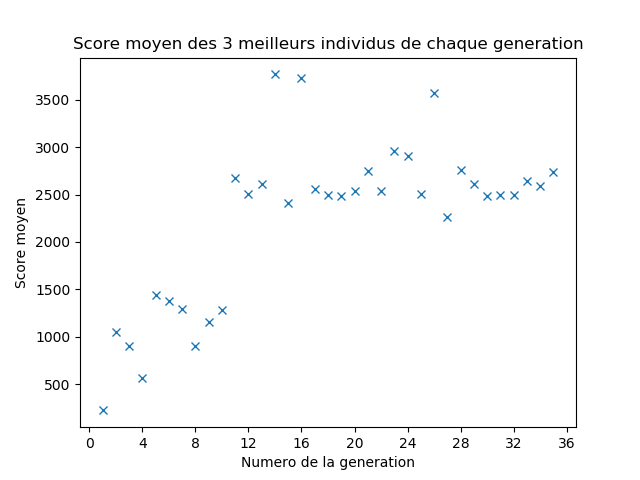 Score moyen des 3 meilleurs individus de chaque generation
3500
3000
2500
2000
1500
1000
500
Score moyen
0 4 8 12 16 20 24 28 32 36
Numero de la generation